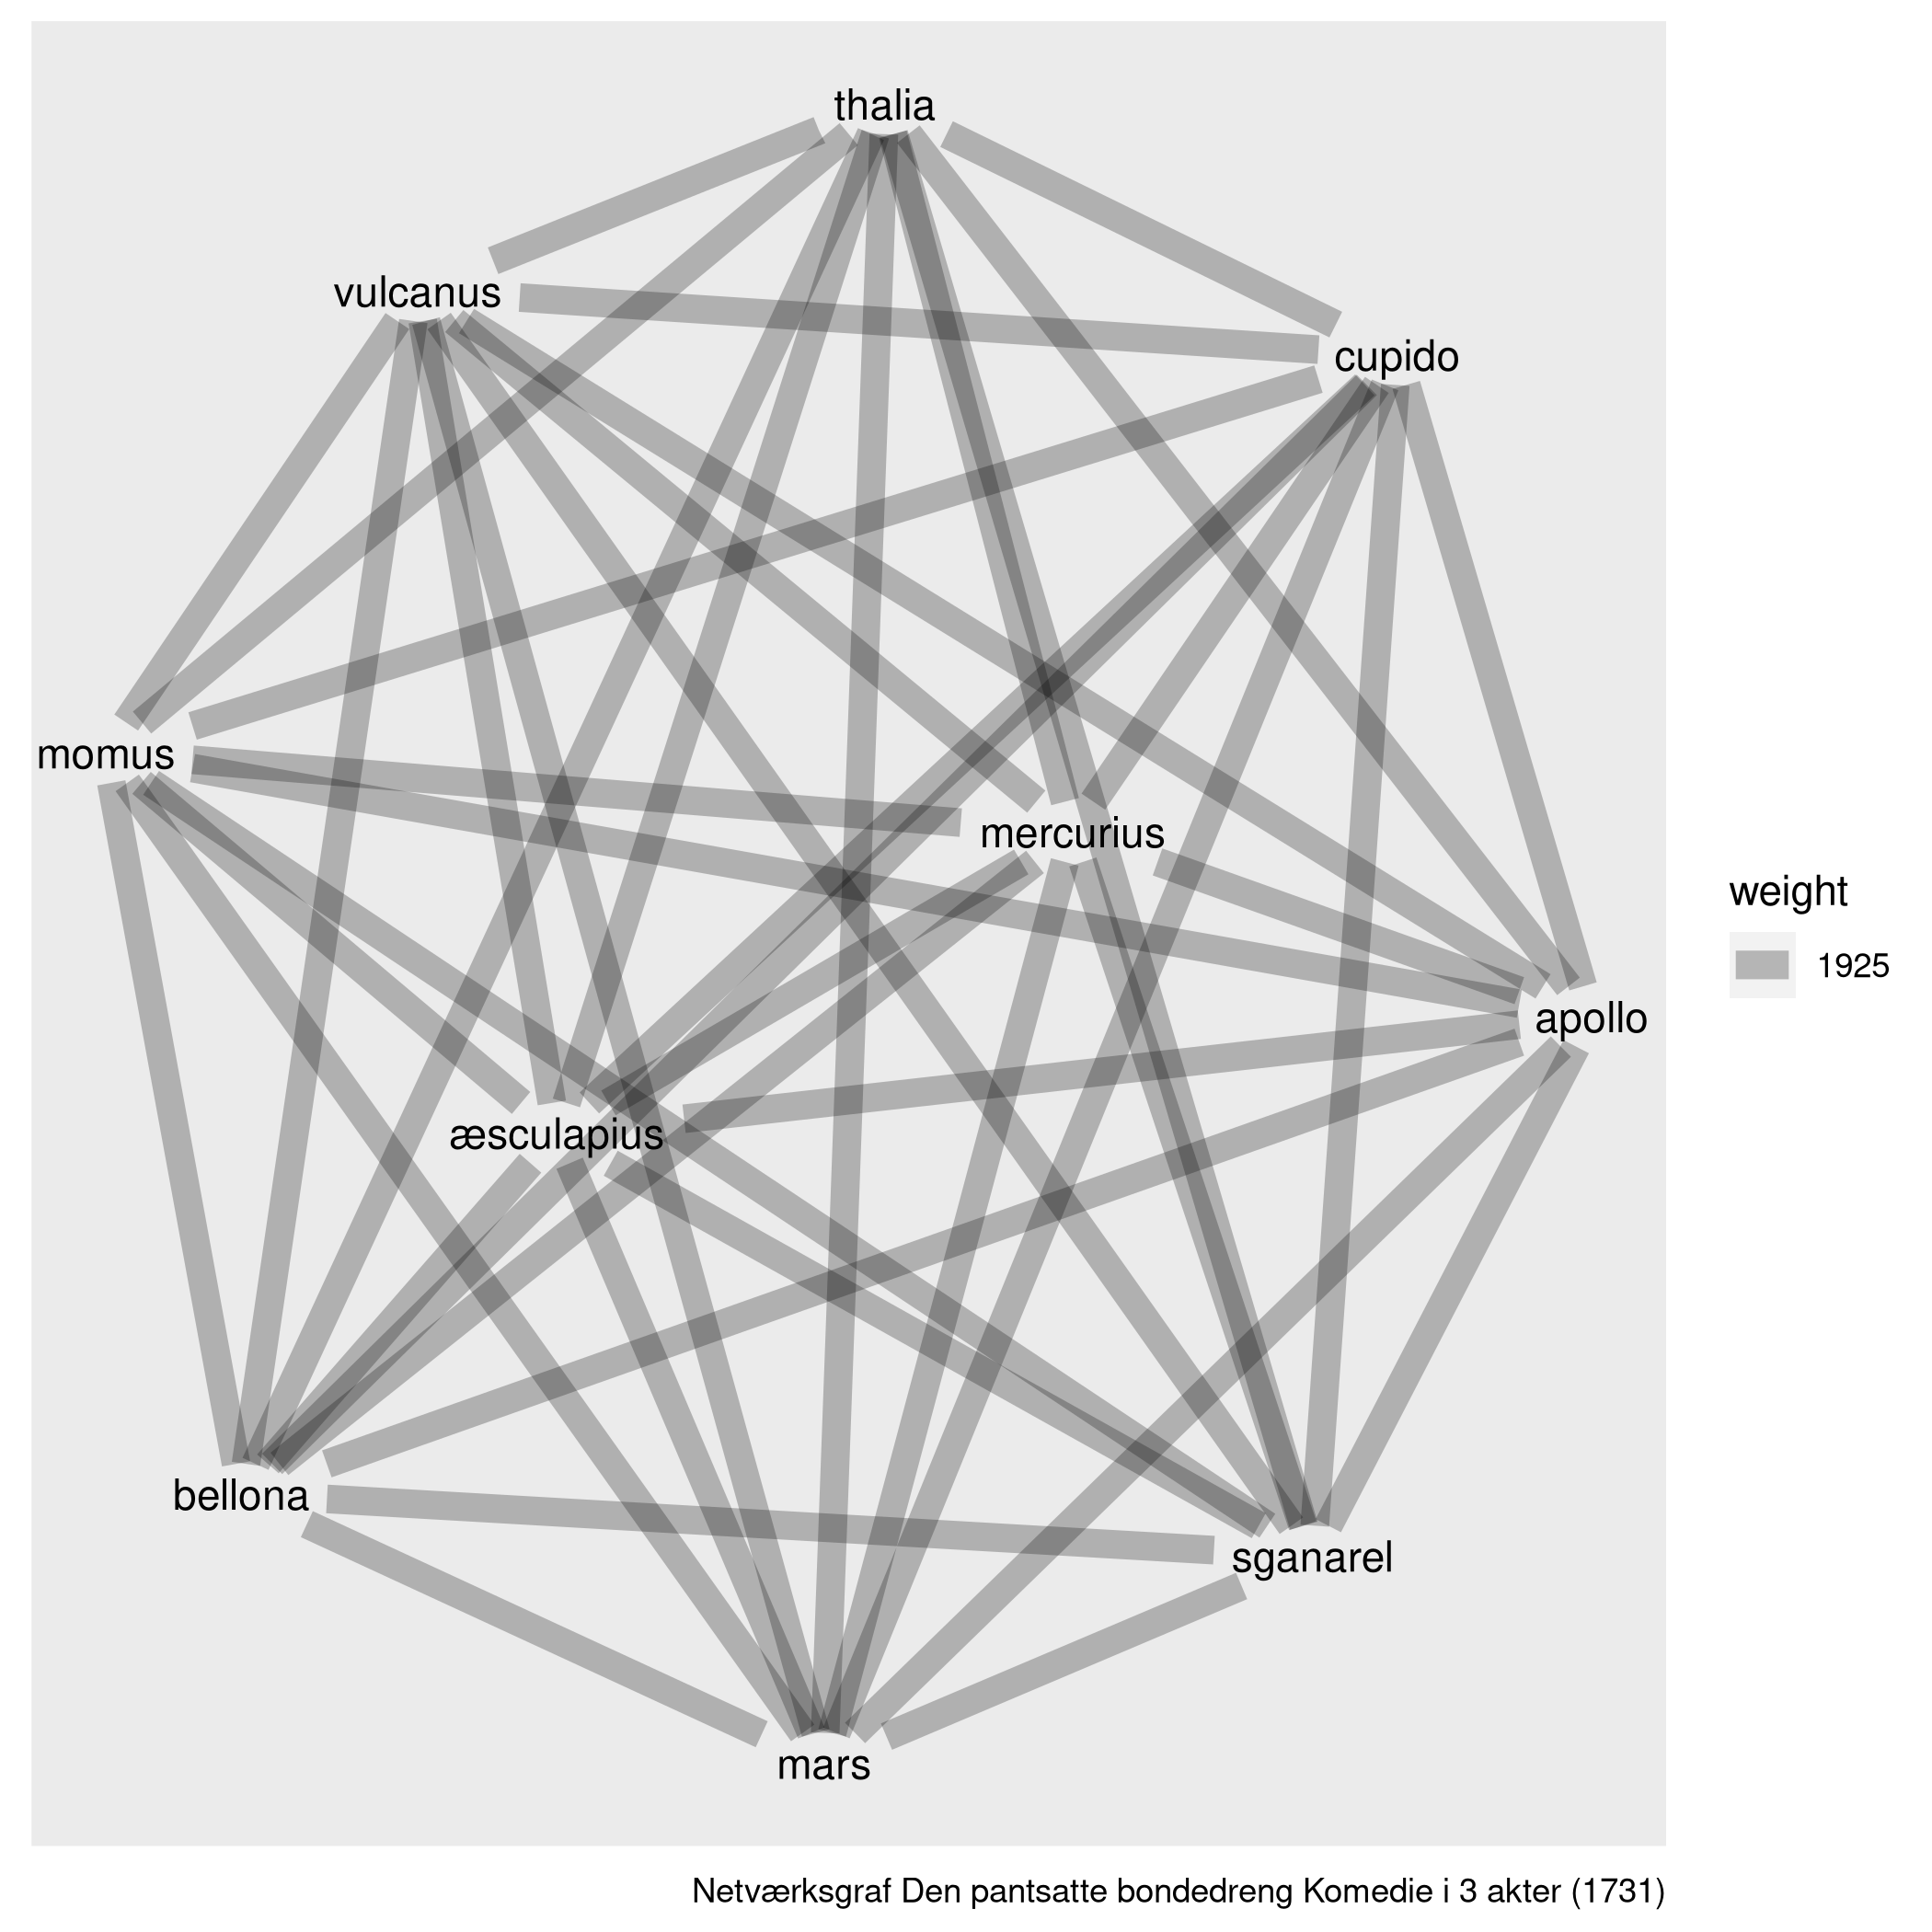 thalia
vulcanus
cupido
momus
mercurius
weight
1925
apollo
æsculapius
bellona
sganarel
mars
Netværksgraf Den pantsatte bondedreng Komedie i 3 akter (1731)